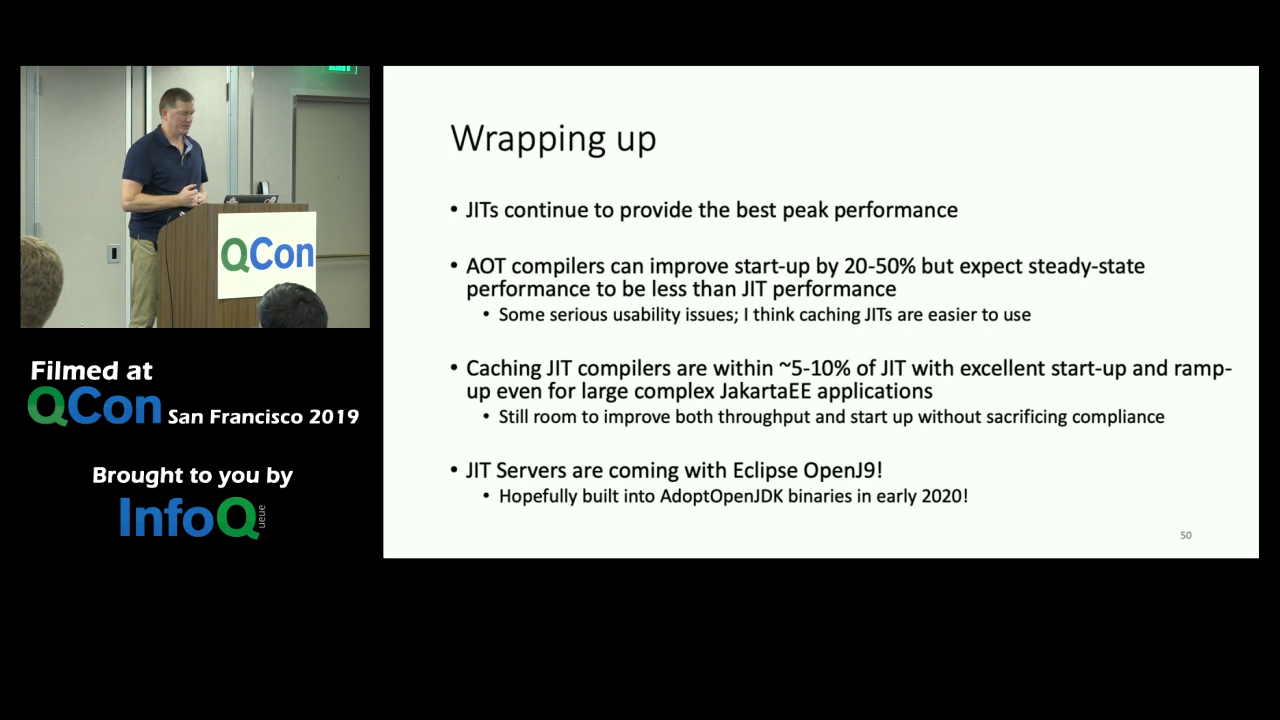 EXIT
QCon
Filmed at
QCon San Francisco 2019
Brought to you by
InfoQueue
Wrapping up
• JITs continue to provide the best peak performance
• AOT compilers can improve start-up by 20-50% but expect steady-state
performance to be less than JIT performance
• Some serious usability issues; I think caching JITs are easier to use
• Caching JIT compilers are within ~5-10% of JIT with excellent start-up and ramp-
up even for large complex JakartaEE applications
• Still room to improve both throughput and start up without sacrificing compliance
• JIT Servers are coming with Eclipse OpenJ9!
• Hopefully built into AdoptOpenJDK binaries in early 2020!
50